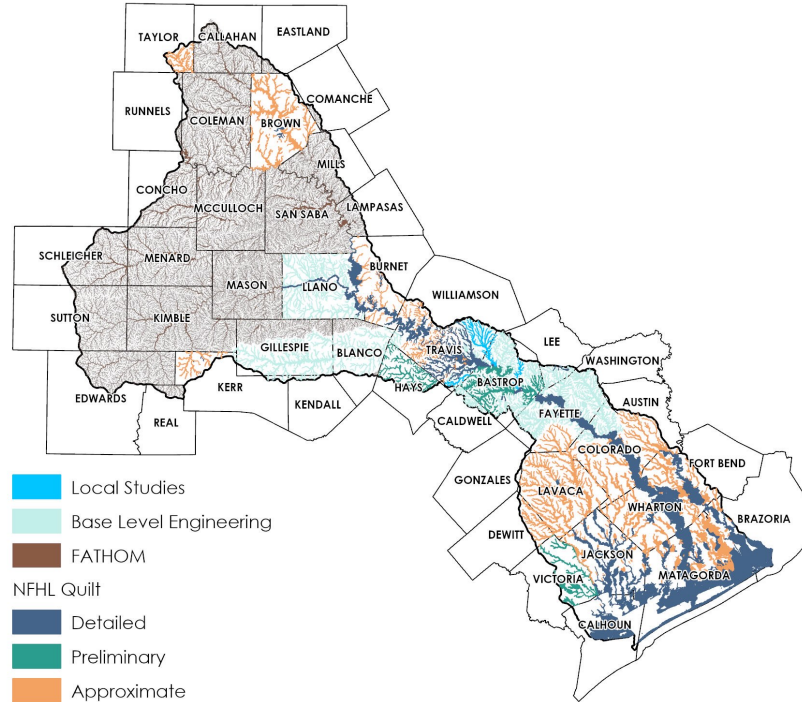 TAYLOR
CALLAHAN
EASTLAND
RUNNELS
COLEMAN
BROWN
COMANCHE
MILLS
CONCHO
MCCULLOCH
SAN SABA
LAMPASAS
SCHLEICHER
MENARD
MASON
LLANO
BURNET
WILLIAMSON
SUTTON
KIMBLE
GILLESPIE
BLANCO
TRAVIS
LEE
WASHINGTON
EDWARDS
REAL
KERR
KENDALL
HAYS
BASTROP
CALDWELL
FAYETTE
AUSTIN
GONZALES
COLORADO
FORT BEND
LAVACA
WHARTON
BRAZORIA
DEWITT
JACKSON
VICTORIA
MATAGORDA
CALHOUN
Local Studies
Base Level Engineering
FATHOM
NFHL Quilt
Detailed
Preliminary
Approximate